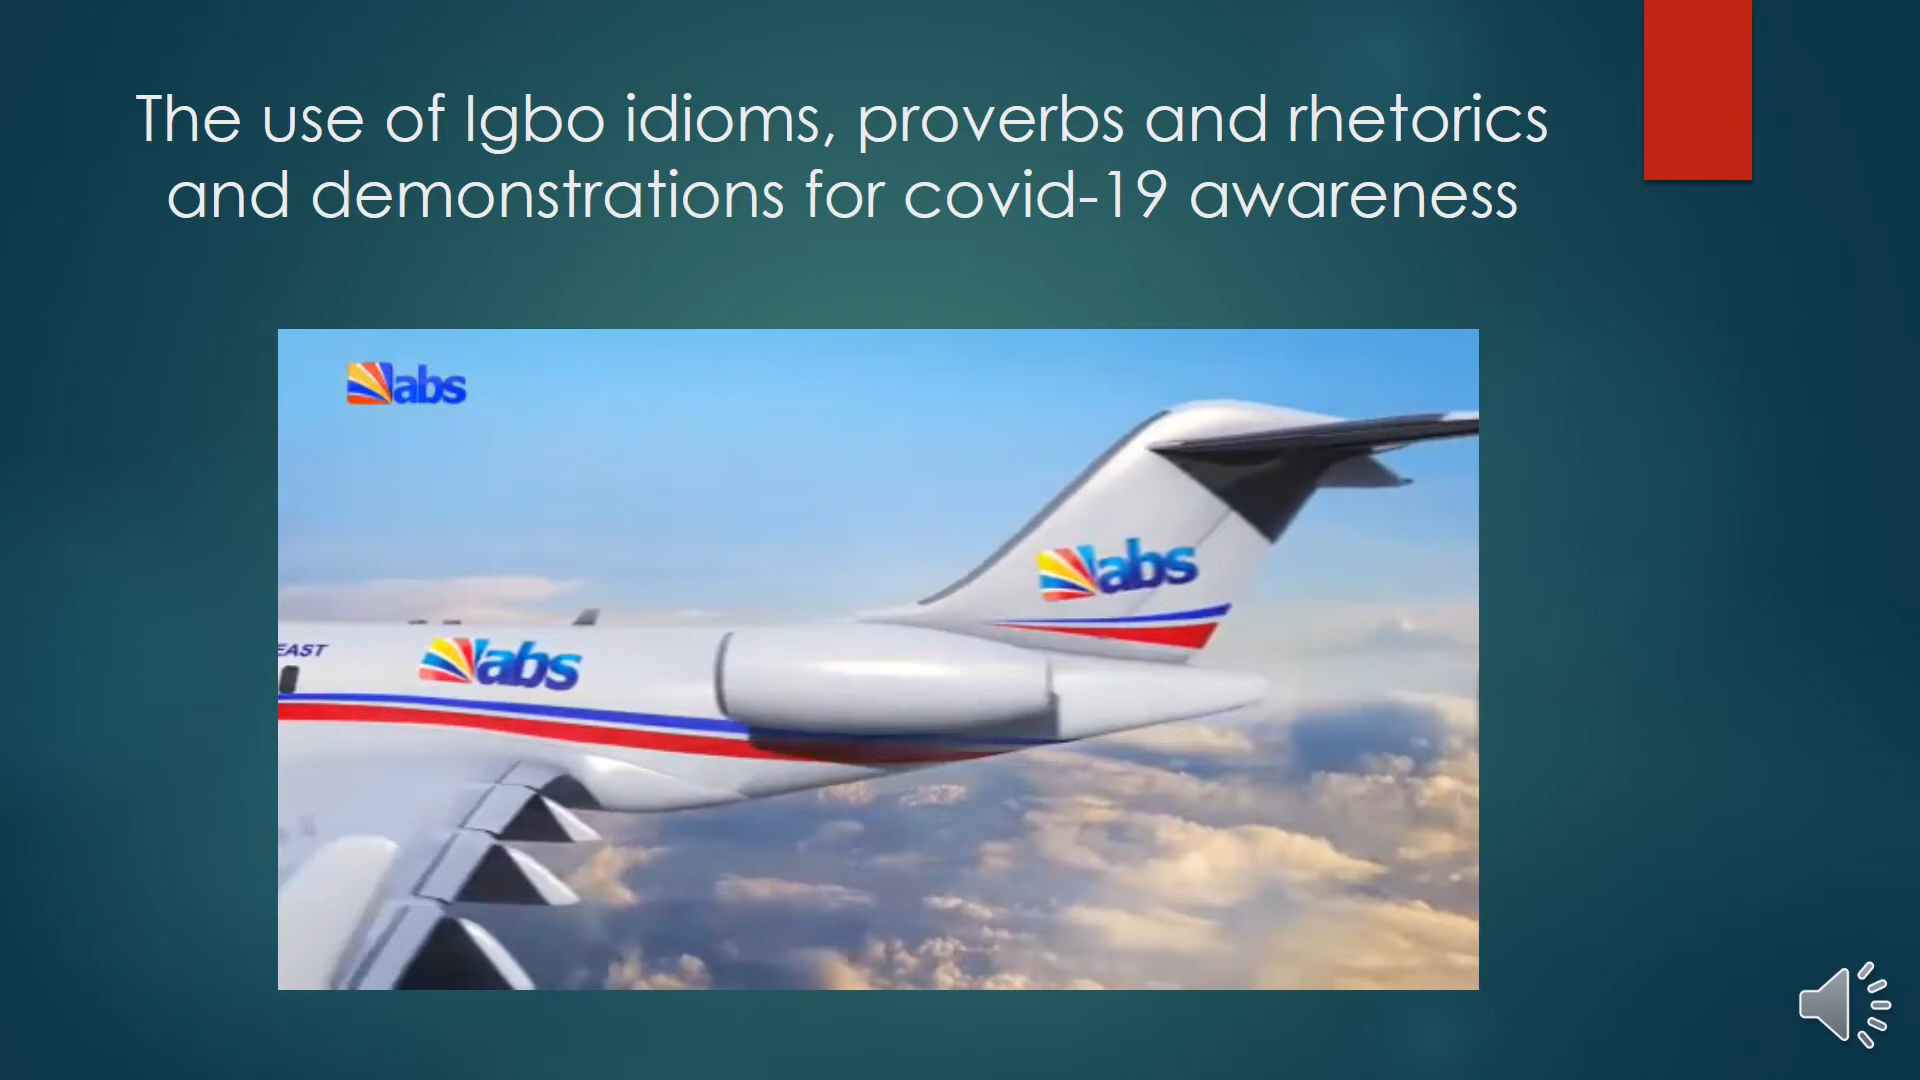 The use of Igbo idioms, proverbs and rhetorics
and demonstrations for covid-19 awareness
abs
abs
EAST
abs